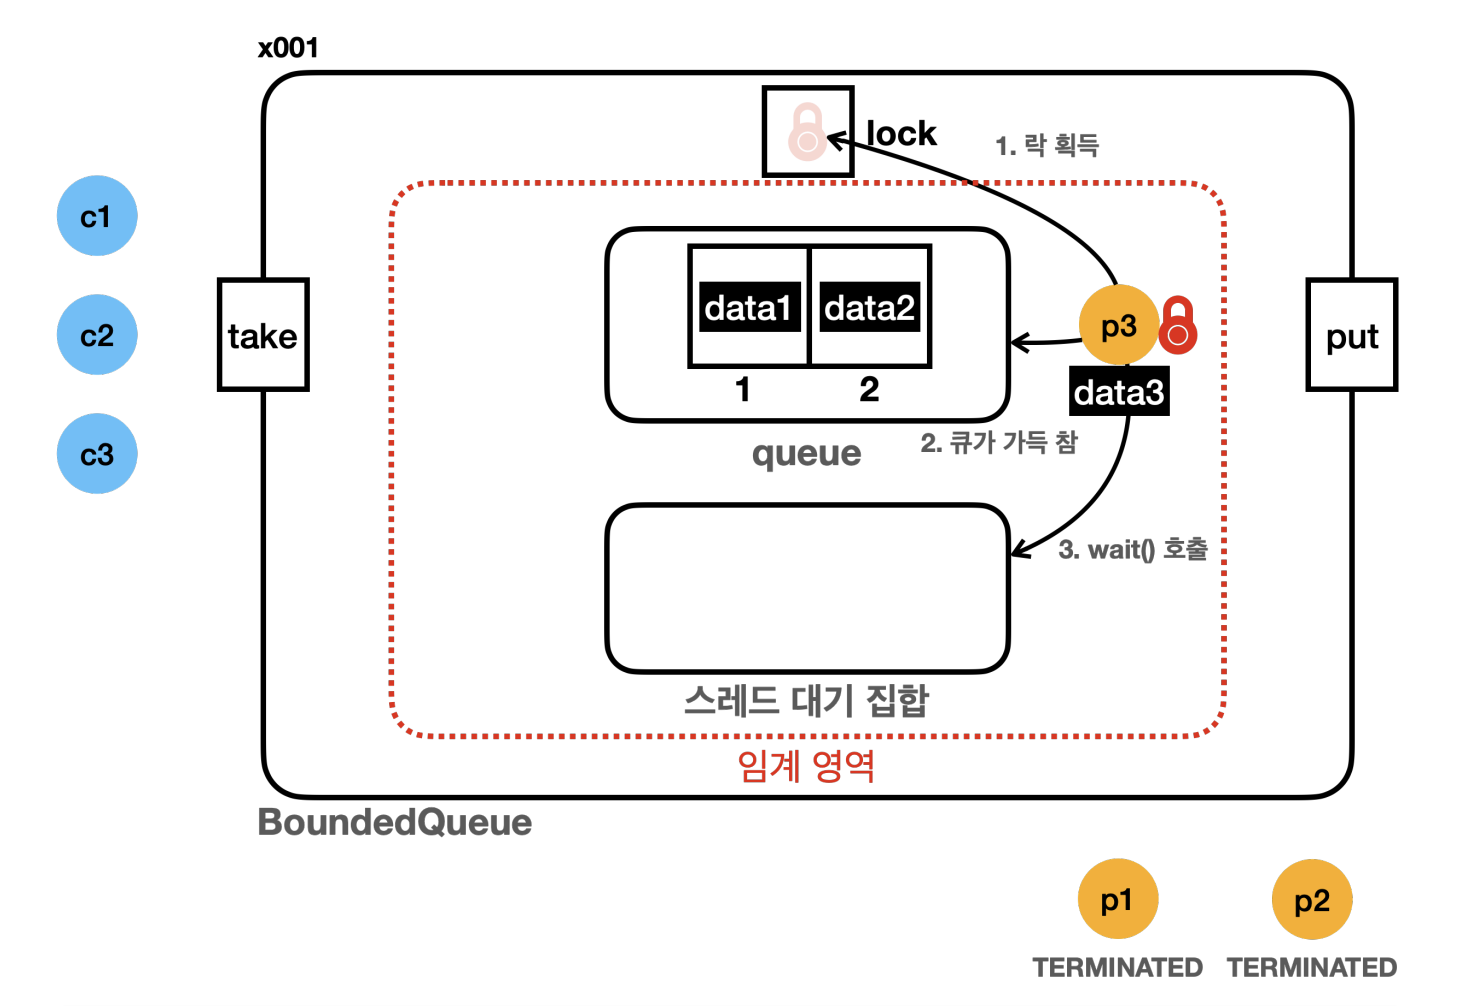 x001
lock
1. 락 획득
c1
c2
c3
take
data1
data2
1
2
queue
p3
data3
put
2. 큐가 가득 참
3. wait() 호출
스레드 대기 집합
임계 영역
BoundedQueue
p1
p2
TERMINATED
TERMINATED